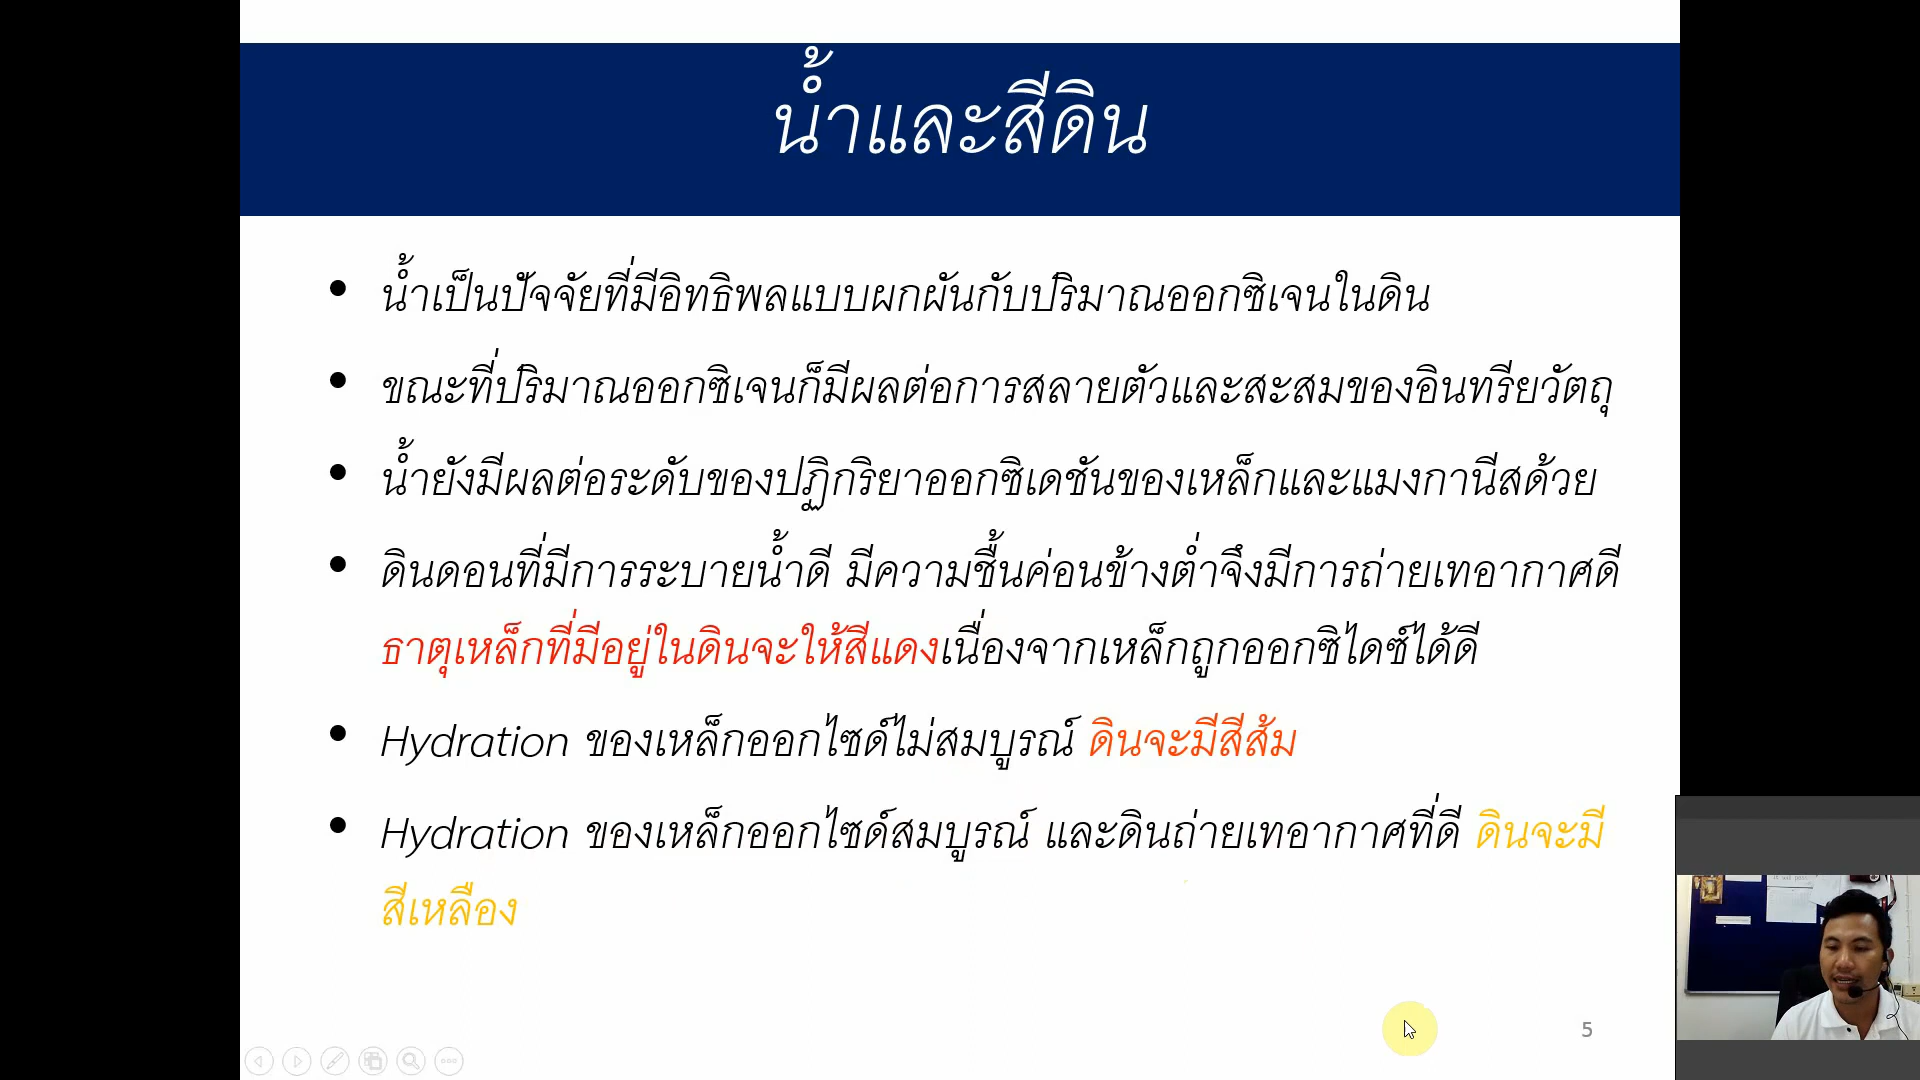 น้ำและสีดิน
• น้ำเป็นปัจจัยที่มีอิทธิพลแบบผกผันกับปริมาณออกซิเจนในดิน
• ขณะที่ปริมาณออกซิเจนก็มีผลต่อการสลายตัวและสะสมของอินทรียวัตถุ
• น้ำยังมีผลต่อระดับของปฏิกริยาออกซิเดชันของเหล็กและแมงกานีสด้วย
• ดินดอนที่มีการระบายน้ำดี มีความชื้นค่อนข้างต่ำจึงมีการถ่ายเทอากาศดี
ธาตุเหล็กที่มีอยู่ในดินจะให้สีแดงเนื่องจากเหล็กถูกออกซิไดซ์ได้ดี
• Hydration ของเหล็กออกไซด์ไม่สมบูรณ์ ดินจะมีสีส้ม
• Hydration ของเหล็กออกไซด์สมบูรณ์ และดินถ่ายเทอากาศที่ดี ดินจะมี
สีเหลือง
5